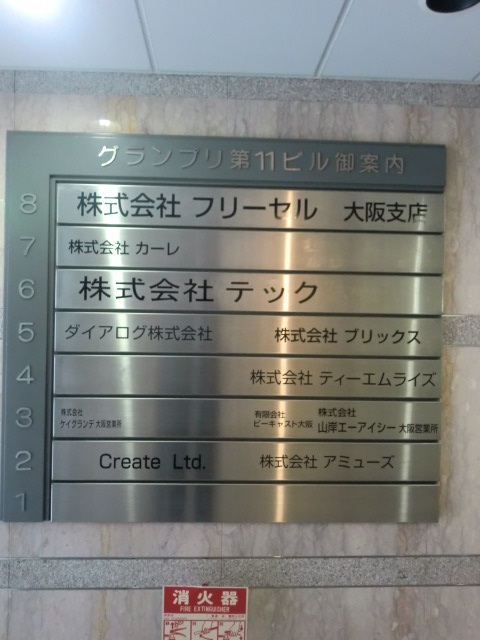 グランプリ第11ビル御案内
8 株式会社 フリーセル 大阪支店
7 株式会社 カーレ
6 株式会社 テック
5 ダイアログ株式会社 株式会社 ブリックス
4 株式会社 ティーエムライズ
3 株式会社 ケイグランデ 大阪営業所 有限会社 ビーキャスト大阪 株式会社 山岸エーアイシー 大阪営業所
2 Create Ltd. 株式会社 アミューズ
1
消火器
FIRE EXTINGUISHER